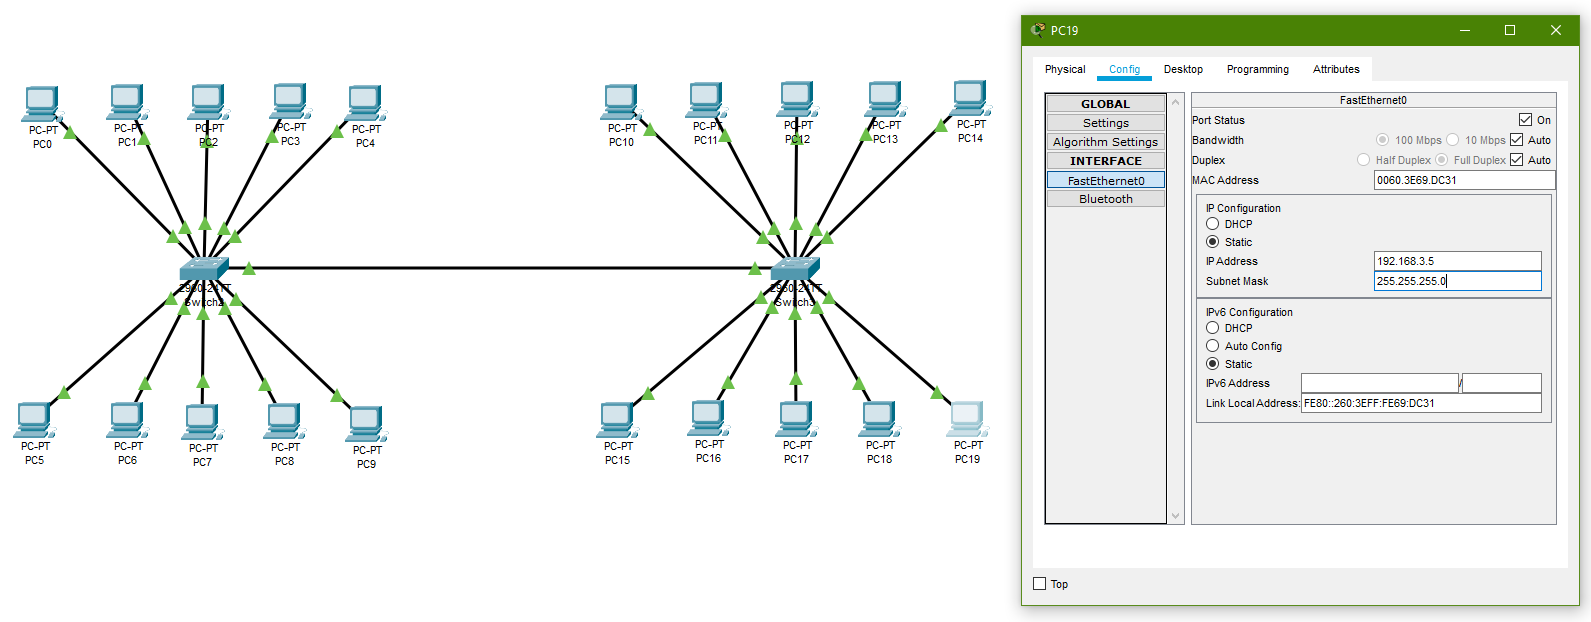 PC-PT
PC0
PC-PT
PC1
PC-PT
PC2
PC-PT
PC3
PC-PT
PC4
2960-24TT
Switch2
PC-PT
PC5
PC-PT
PC6
PC-PT
PC7
PC-PT
PC8
PC-PT
PC9
PC-PT
PC10
PC-PT
PC11
PC-PT
PC12
PC-PT
PC13
PC-PT
PC14
2960-24TT
Switch3
PC-PT
PC15
PC-PT
PC16
PC-PT
PC17
PC-PT
PC18
PC-PT
PC19
PC19
Physical Config Desktop Programming Attributes
GLOBAL
Settings
Algorithm Settings
INTERFACE
FastEthernet0
Bluetooth
FastEthernet0
Port Status On
Bandwidth 100 Mbps 10 Mbps Auto
Duplex Half Duplex Full Duplex Auto
MAC Address 0060.3E69.DC31
IP Configuration
DHCP
Static
IP Address 192.168.3.5
Subnet Mask 255.255.255.0
IPv6 Configuration
DHCP
Auto Config
Static
IPv6 Address /
Link Local Address: FE80::260:3EFF:FE69:DC31
Top